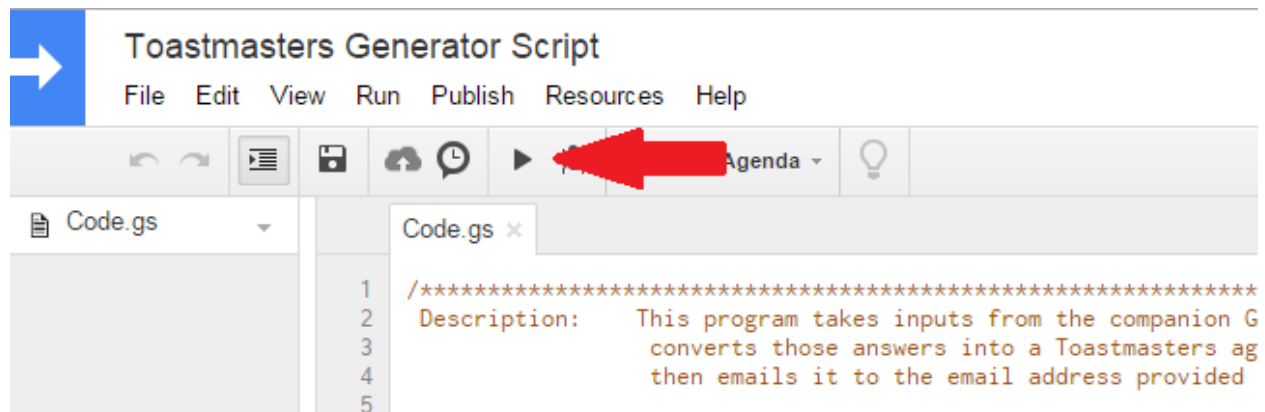 Toastmasters Generator Script
File Edit View Run Publish Resources Help
Agenda
Code.gs
Code.gs
1 /**************************************************************
2 Description: This program takes inputs from the companion G
3 converts those answers into a Toastmasters ag
4 then emails it to the email address provided
5